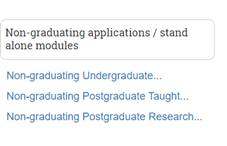 Non-graduating applications / stand
alone modules
Non-graduating Undergraduate...
Non-graduating Postgraduate Taught...
Non-graduating Postgraduate Research...